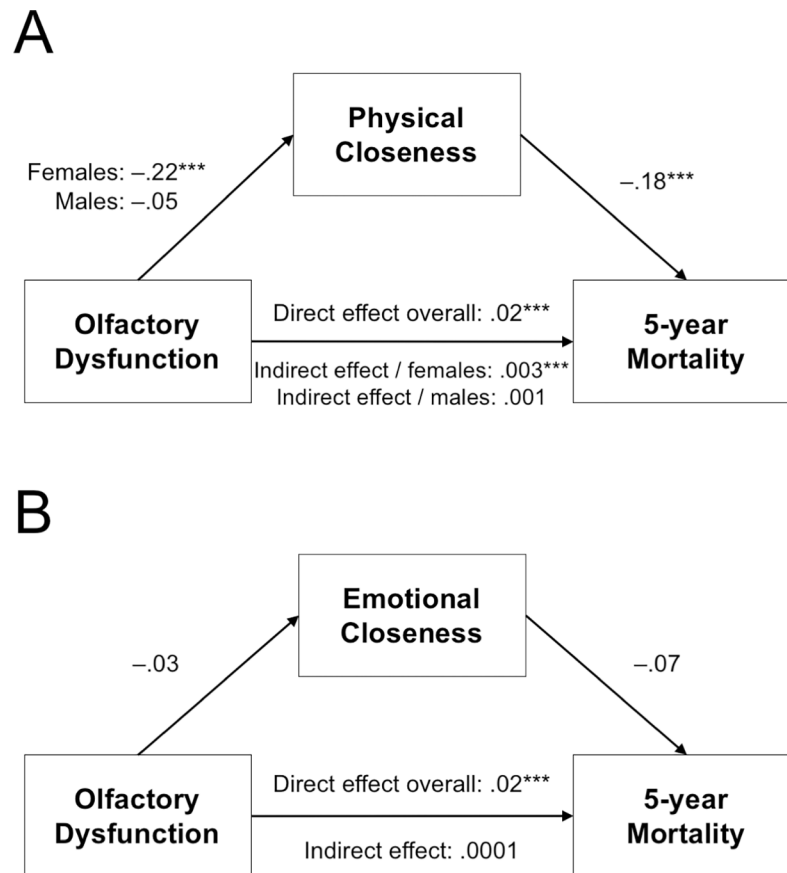 A
Physical
Closeness
Females: –.22***
Males: –.05
–.18***
Olfactory
Dysfunction
Direct effect overall: .02***
Indirect effect / females: .003***
Indirect effect / males: .001
5-year
Mortality
B
Emotional
Closeness
–.03
–.07
Olfactory
Dysfunction
Direct effect overall: .02***
Indirect effect: .0001
5-year
Mortality